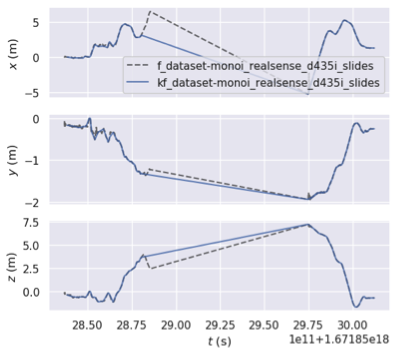 x (m)
5
0
−5
f_dataset-monoi_realsense_d435i_slides
kf_dataset-monoi_realsense_d435i_slides
y (m)
0
−1
−2
z (m)
7.5
5.0
2.5
0.0
28.50 28.75 29.00 29.25 29.50 29.75 30.00
t (s)
1e11+1.67185e18